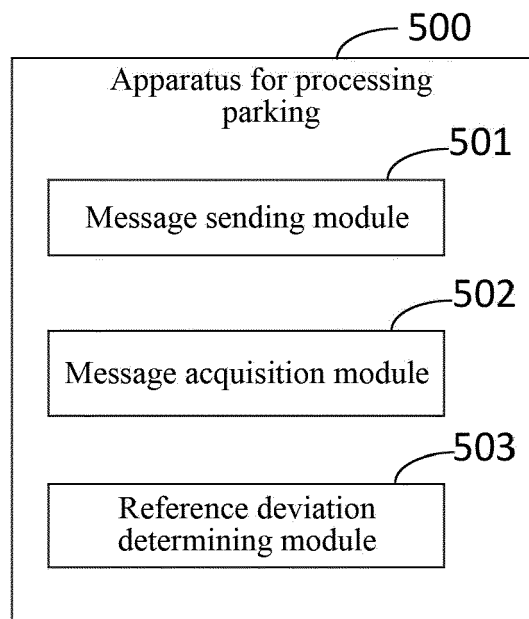 500
Apparatus for processing
parking
501
Message sending module
502
Message acquisition module
503
Reference deviation
determining module